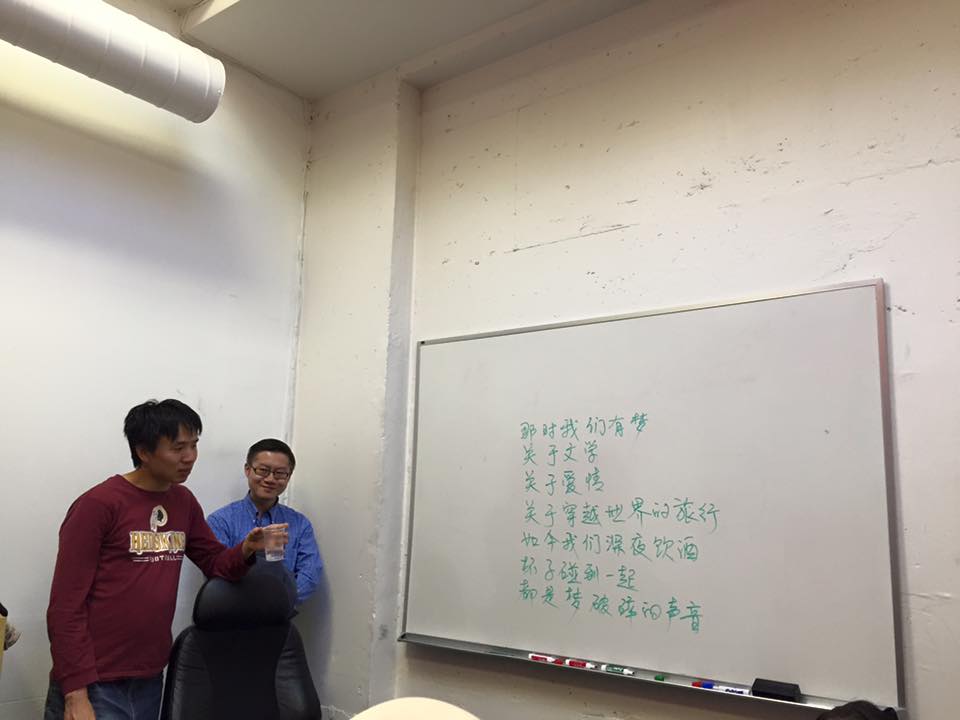 REDSKINS
FOOTBALL
那时我们有梦
关于文学
关于爱情
关于穿越世界的旅行
如今我们深夜饮酒
杯子碰到一起
都是梦破碎的声音